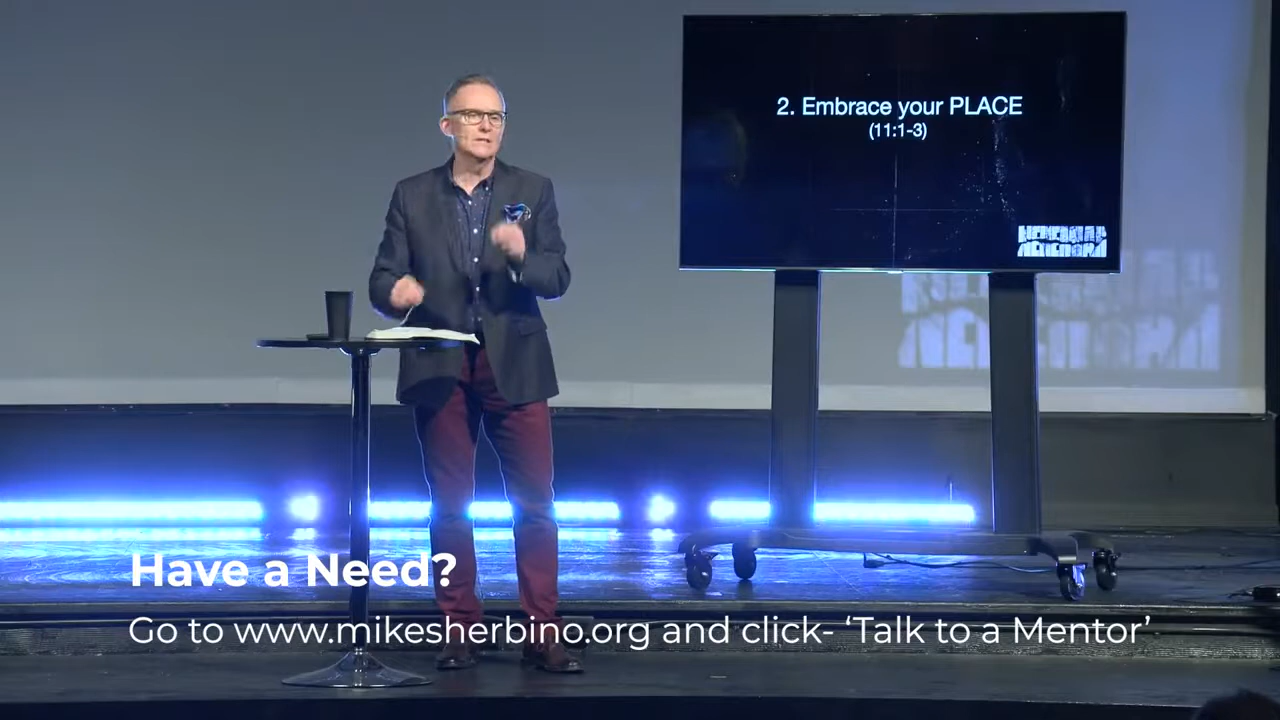 2. Embrace your PLACE
(11:1-3)
Have a Need?
Go to www.mikesherbino.org and click- ‘Talk to a Mentor’